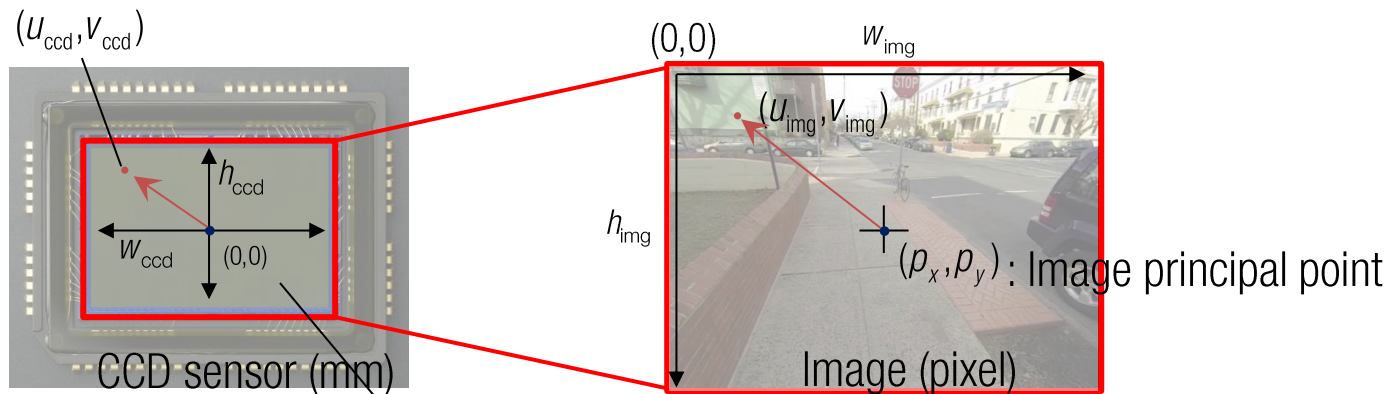 (u_ccd,v_ccd)
(0,0)
w_img
(u_img,v_img)
STOP
h_ccd
w_ccd
(0,0)
h_img
(p_x,p_y) : Image principal point
CCD sensor (mm)
Image (pixel)